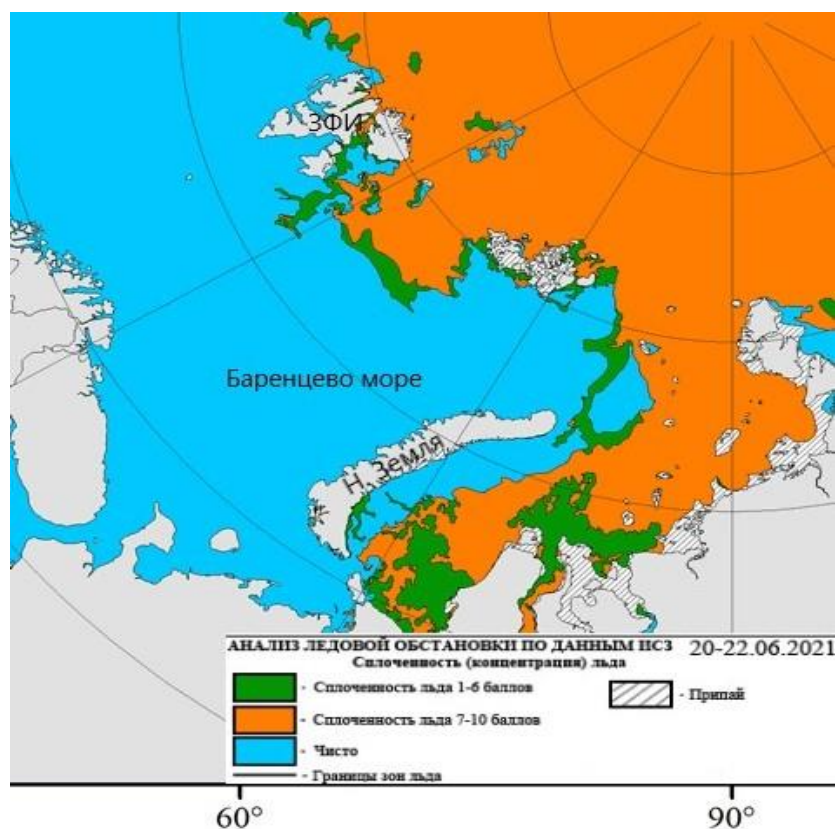 ЗФИ
Баренцево море
Н. Земля
АНАЛИЗ ЛЕДОВОЙ ОБСТАНОВКИ ПО ДАННЫМ ИСЗ 20-22.06.2021
Сплоченность (концентрация) льда
- Сплоченность льда 1-6 баллов
- Припай
- Сплоченность льда 7-10 баллов
- Чисто
- Границы зон льда
60° 90°